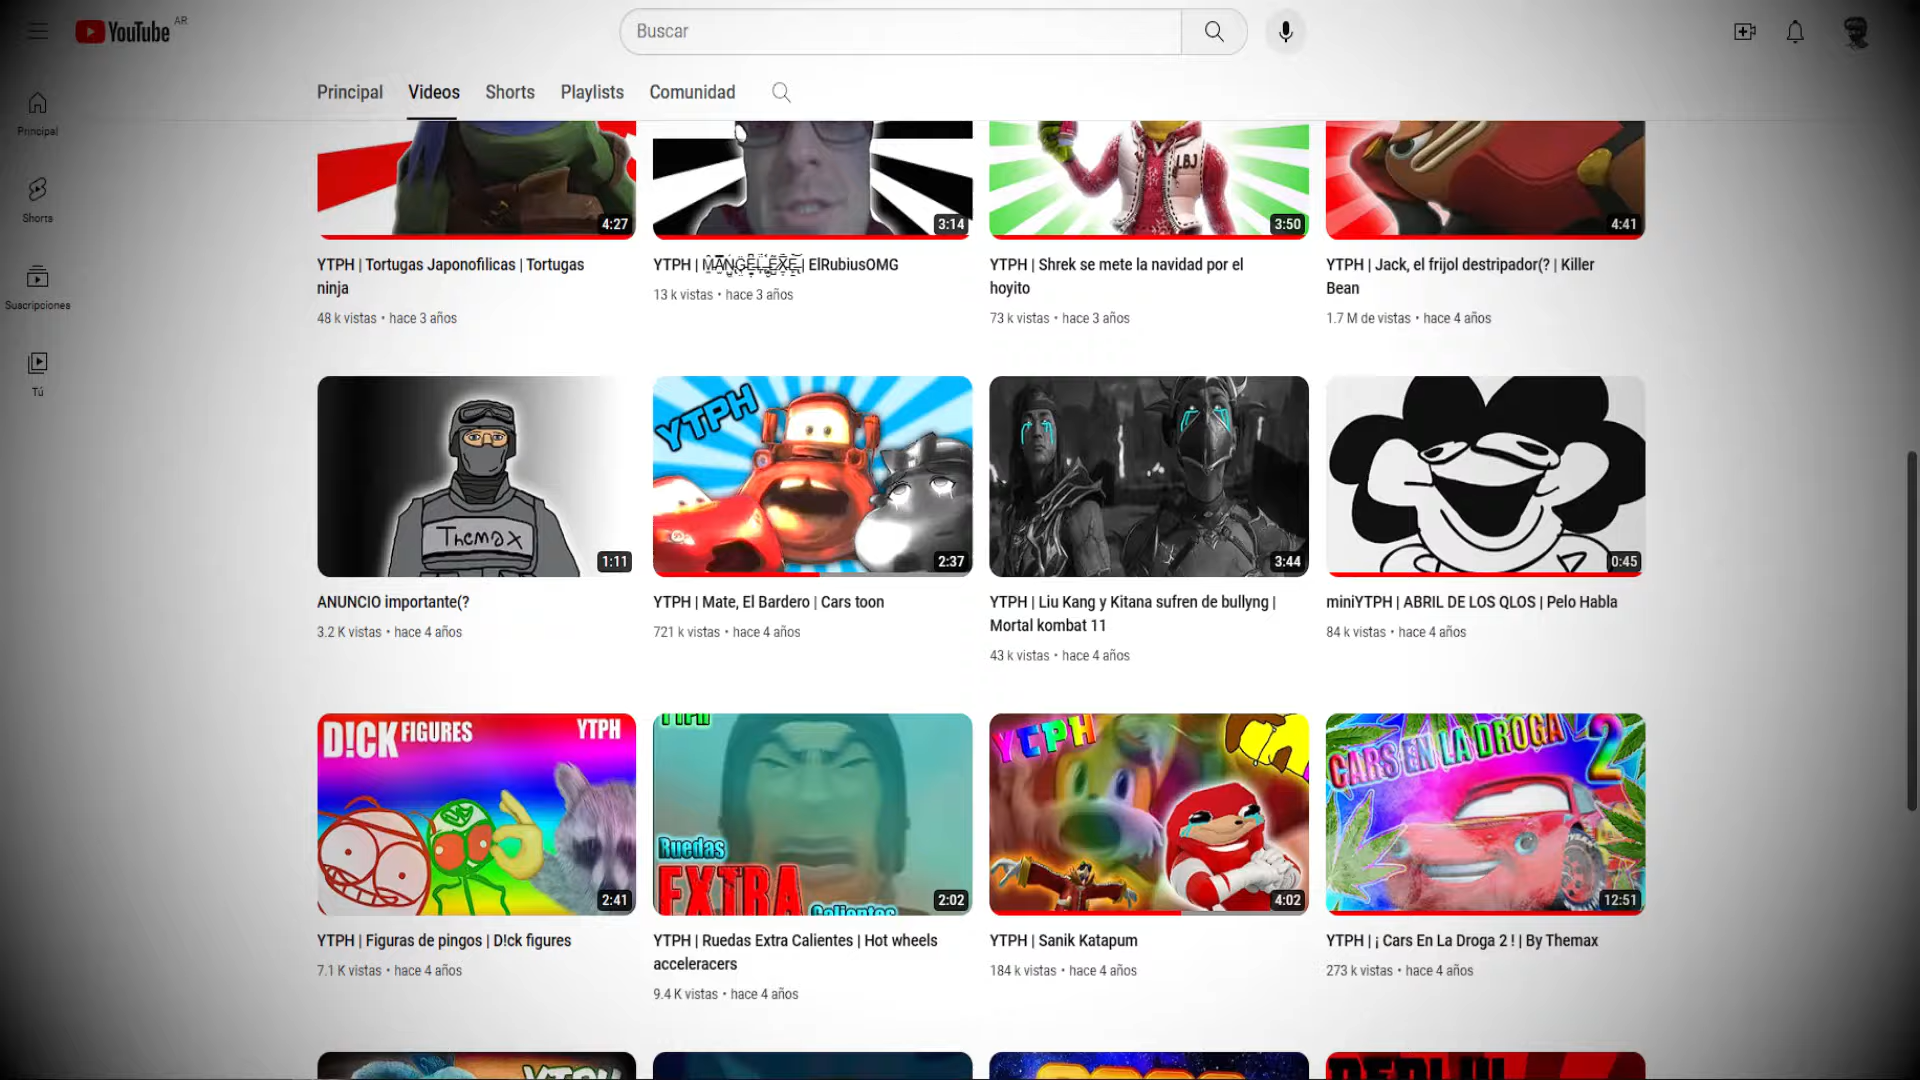 YouTube AR
Buscar
Principal Videos Shorts Playlists Comunidad
Principal
Shorts
Suscripciones
Tú
LBJ
4:27 3:14 3:50 4:41
YTPH | Tortugas Japonofilicas | Tortugas
ninja
48 k vistas • hace 3 años
YTPH | MANGEL.EXE | ElRubiusOMG
13 k vistas • hace 3 años
YTPH | Shrek se mete la navidad por el
hoyito
73 k vistas • hace 3 años
YTPH | Jack, el frijol destripador(? | Killer
Bean
1.7 M de vistas • hace 4 años
Themax
1:11
ANUNCIO importante(?
3.2 K vistas • hace 4 años
YTPH
2:37
YTPH | Mate, El Bardero | Cars toon
721 k vistas • hace 4 años
3:44
YTPH | Liu Kang y Kitana sufren de bullyng |
Mortal kombat 11
43 k vistas • hace 4 años
0:45
miniYTPH | ABRIL DE LOS QLOS | Pelo Habla
84 k vistas • hace 4 años
D!CK FIGURES YTPH
2:41
YTPH | Figuras de pingos | D!ck figures
7.1 K vistas • hace 4 años
YTPH
Ruedas
EXTRA
Calientes
2:02
YTPH | Ruedas Extra Calientes | Hot wheels
acceleracers
9.4 K vistas • hace 4 años
YTPH
4:02
YTPH | Sanik Katapum
184 k vistas • hace 4 años
CARS EN LA DROGA 2
12:51
YTPH | ¡ Cars En La Droga 2 ! | By Themax
273 k vistas • hace 4 años
YTPH